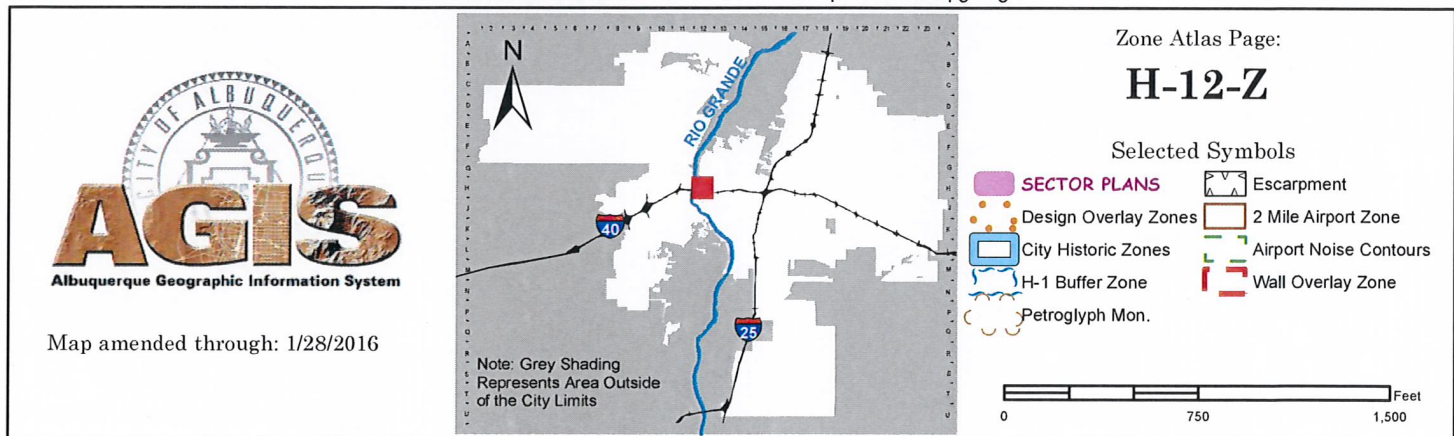 CITY OF ALBUQUERQUE
AGIS
Albuquerque Geographic Information System
Map amended through: 1/28/2016
N
RIO GRANDE
40
25
Note: Grey Shading
Represents Area Outside
of the City Limits
Zone Atlas Page:
H-12-Z
Selected Symbols
SECTOR PLANS
Escarpment
Design Overlay Zones
2 Mile Airport Zone
City Historic Zones
Airport Noise Contours
H-1 Buffer Zone
Wall Overlay Zone
Petroglyph Mon.
Feet
0 750 1,500